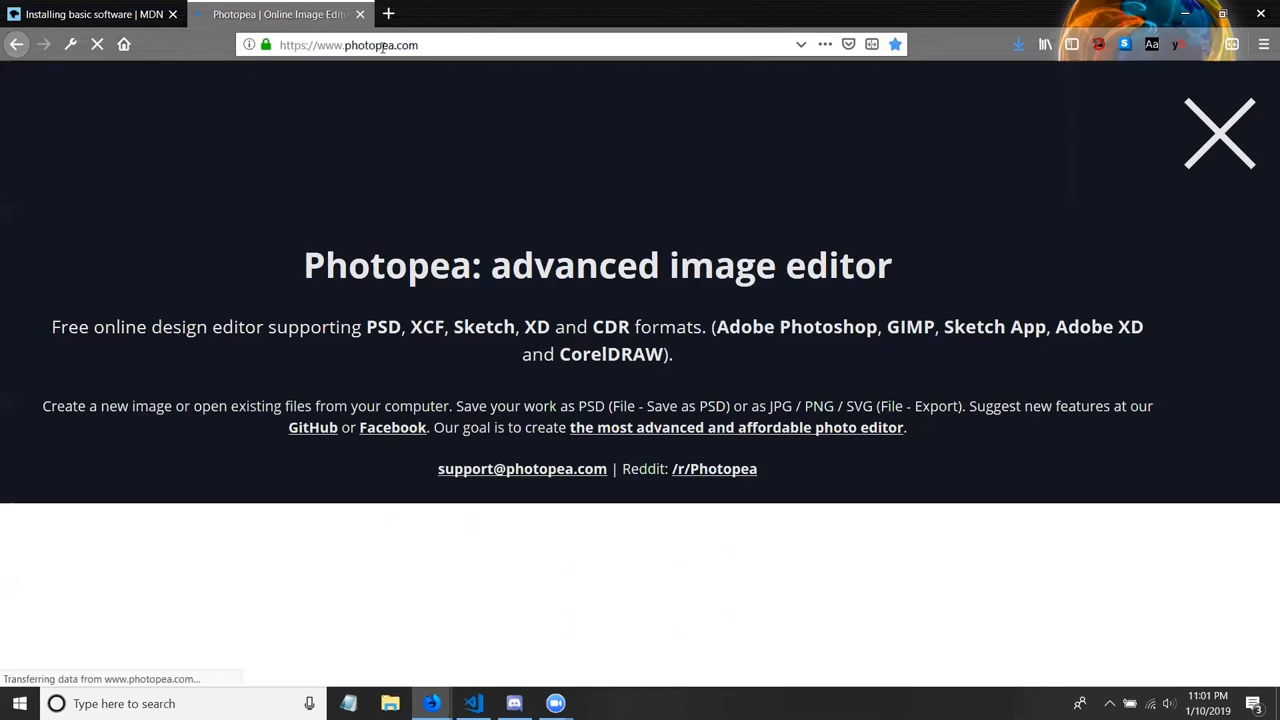 Installing basic software | MDN
Photopea | Online Image Edit
https://www.photopea.com
Aa
Photopea: advanced image editor
Free online design editor supporting PSD, XCF, Sketch, XD and CDR formats. (Adobe Photoshop, GIMP, Sketch App, Adobe XD
and CorelDRAW).
Create a new image or open existing files from your computer. Save your work as PSD (File - Save as PSD) or as JPG / PNG / SVG (File - Export). Suggest new features at our
GitHub or Facebook. Our goal is to create the most advanced and affordable photo editor.
support@photopea.com | Reddit: /r/Photopea
Transferring data from www.photopea.com...
Type here to search
11:01 PM
1/10/2019
3